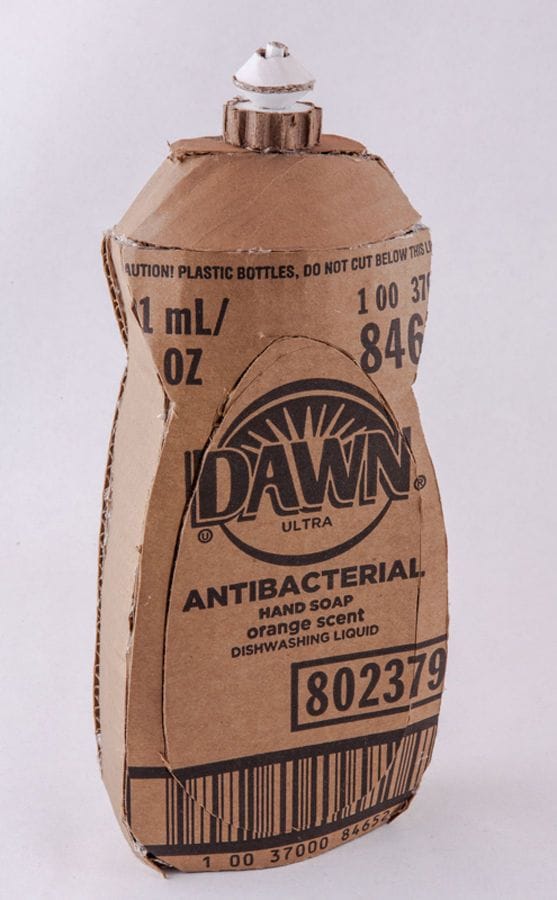 AUTION! PLASTIC BOTTLES, DO NOT CUT BELOW THIS L
1 mL/
OZ
1 00 370
846
DAWN®
ULTRA
ANTIBACTERIAL
HAND SOAP
orange scent
DISHWASHING LIQUID
802379
1 00 37000 84652